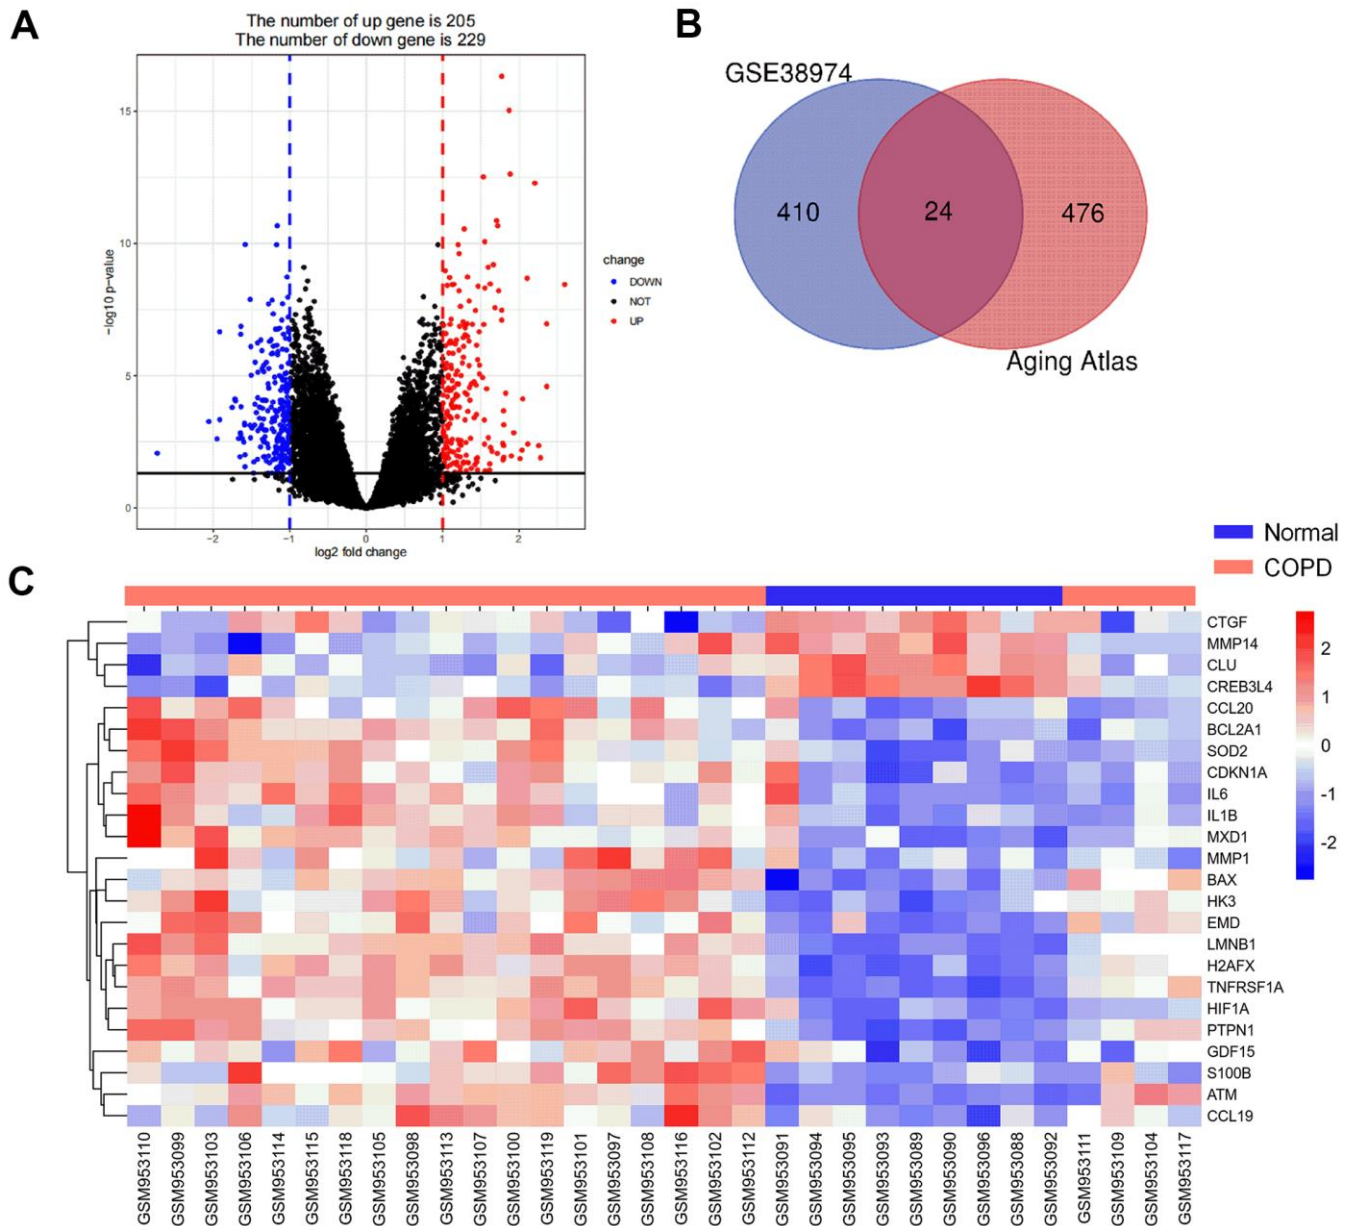 A
The number of up gene is 205
The number of down gene is 229
15
10
5
0
−log10 p−value
−2
−1
0
1
2
log2 fold change
change
DOWN
NOT
UP
B
GSE38974
410
24
476
Aging Atlas
C
Normal
COPD
CTGF
MMP14
CLU
CREB3L4
CCL20
BCL2A1
SOD2
CDKN1A
IL6
IL1B
MXD1
MMP1
BAX
HK3
EMD
LMNB1
H2AFX
TNFRSF1A
HIF1A
PTPN1
GDF15
S100B
ATM
CCL19
2
1
0
-1
-2
GSM953110
GSM953099
GSM953103
GSM953106
GSM953114
GSM953115
GSM953118
GSM953105
GSM953098
GSM953113
GSM953107
GSM953100
GSM953119
GSM953101
GSM953097
GSM953108
GSM953116
GSM953102
GSM953112
GSM953091
GSM953094
GSM953095
GSM953093
GSM953089
GSM953090
GSM953096
GSM953088
GSM953092
GSM953111
GSM953109
GSM953104
GSM953117